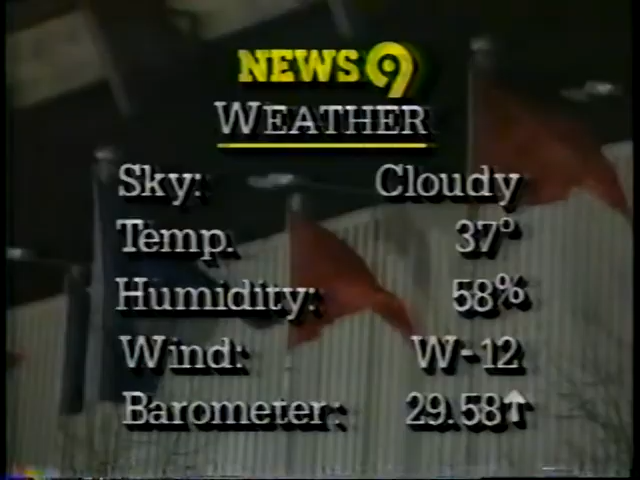 NEWS 9
WEATHER
Sky: Cloudy
Temp. 37°
Humidity: 58%
Wind: W-12
Barometer: 29.58↑